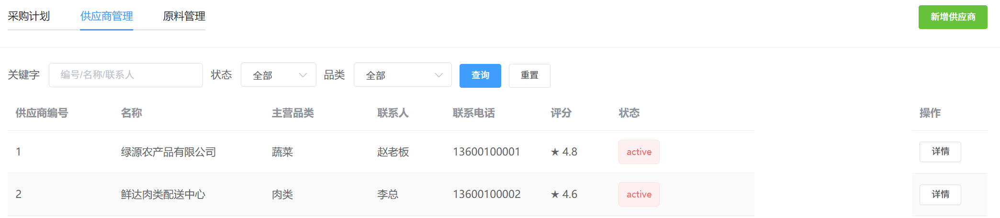 采购计划 供应商管理 原料管理 新增供应商
关键字 编号/名称/联系人 状态 全部 品类 全部 查询 重置
供应商编号 名称 主营品类 联系人 联系电话 评分 状态 操作
1 绿源农产品有限公司 蔬菜 赵老板 13600100001 ★ 4.8 active 详情
2 鲜达肉类配送中心 肉类 李总 13600100002 ★ 4.6 active 详情